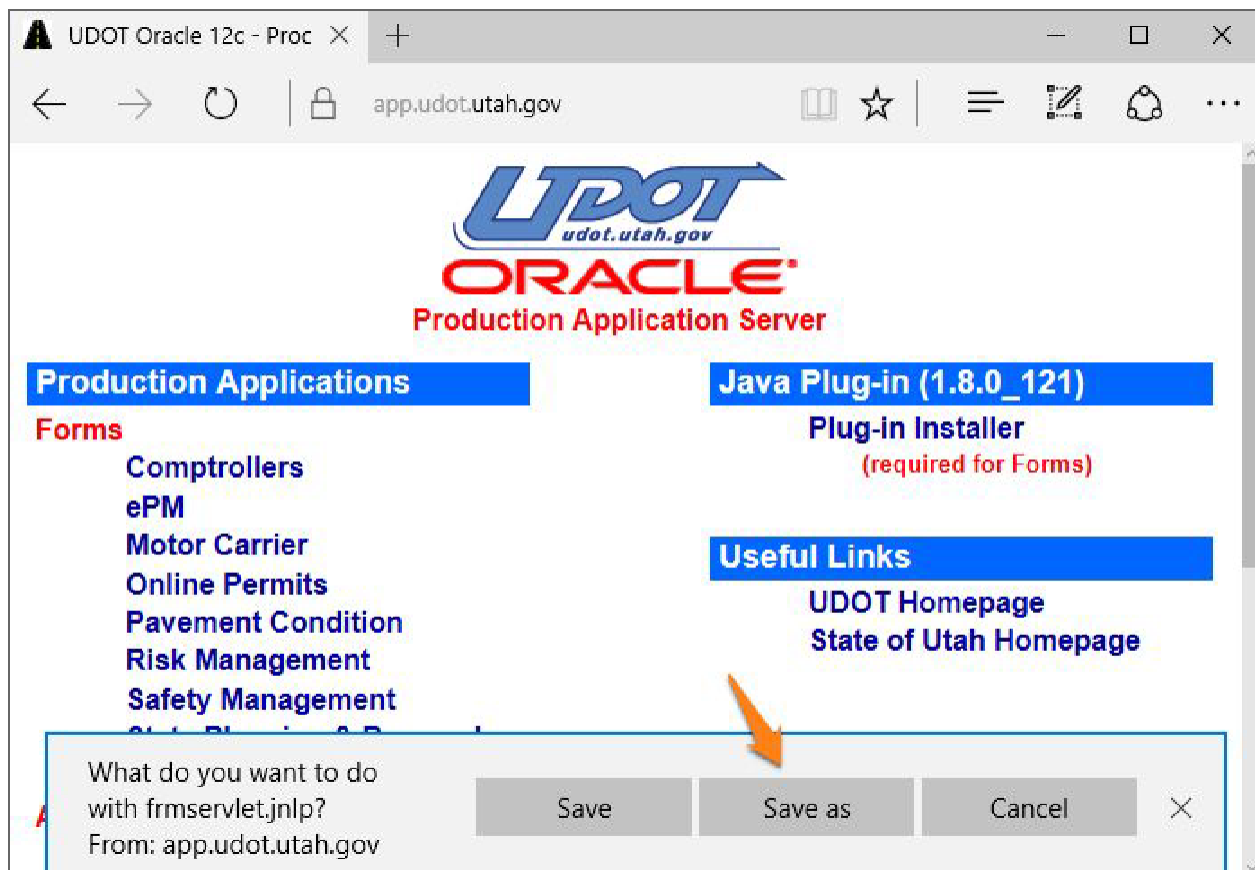 UDOT Oracle 12c - Proc
app.udot.utah.gov
UDOT
udot.utah.gov
ORACLE
Production Application Server
Production Applications
Forms
Comptrollers
ePM
Motor Carrier
Online Permits
Pavement Condition
Risk Management
Safety Management
Java Plug-in (1.8.0_121)
Plug-in Installer
(required for Forms)
Useful Links
UDOT Homepage
State of Utah Homepage
What do you want to do
with frmservlet.jnlp?
From: app.udot.utah.gov
Save
Save as
Cancel